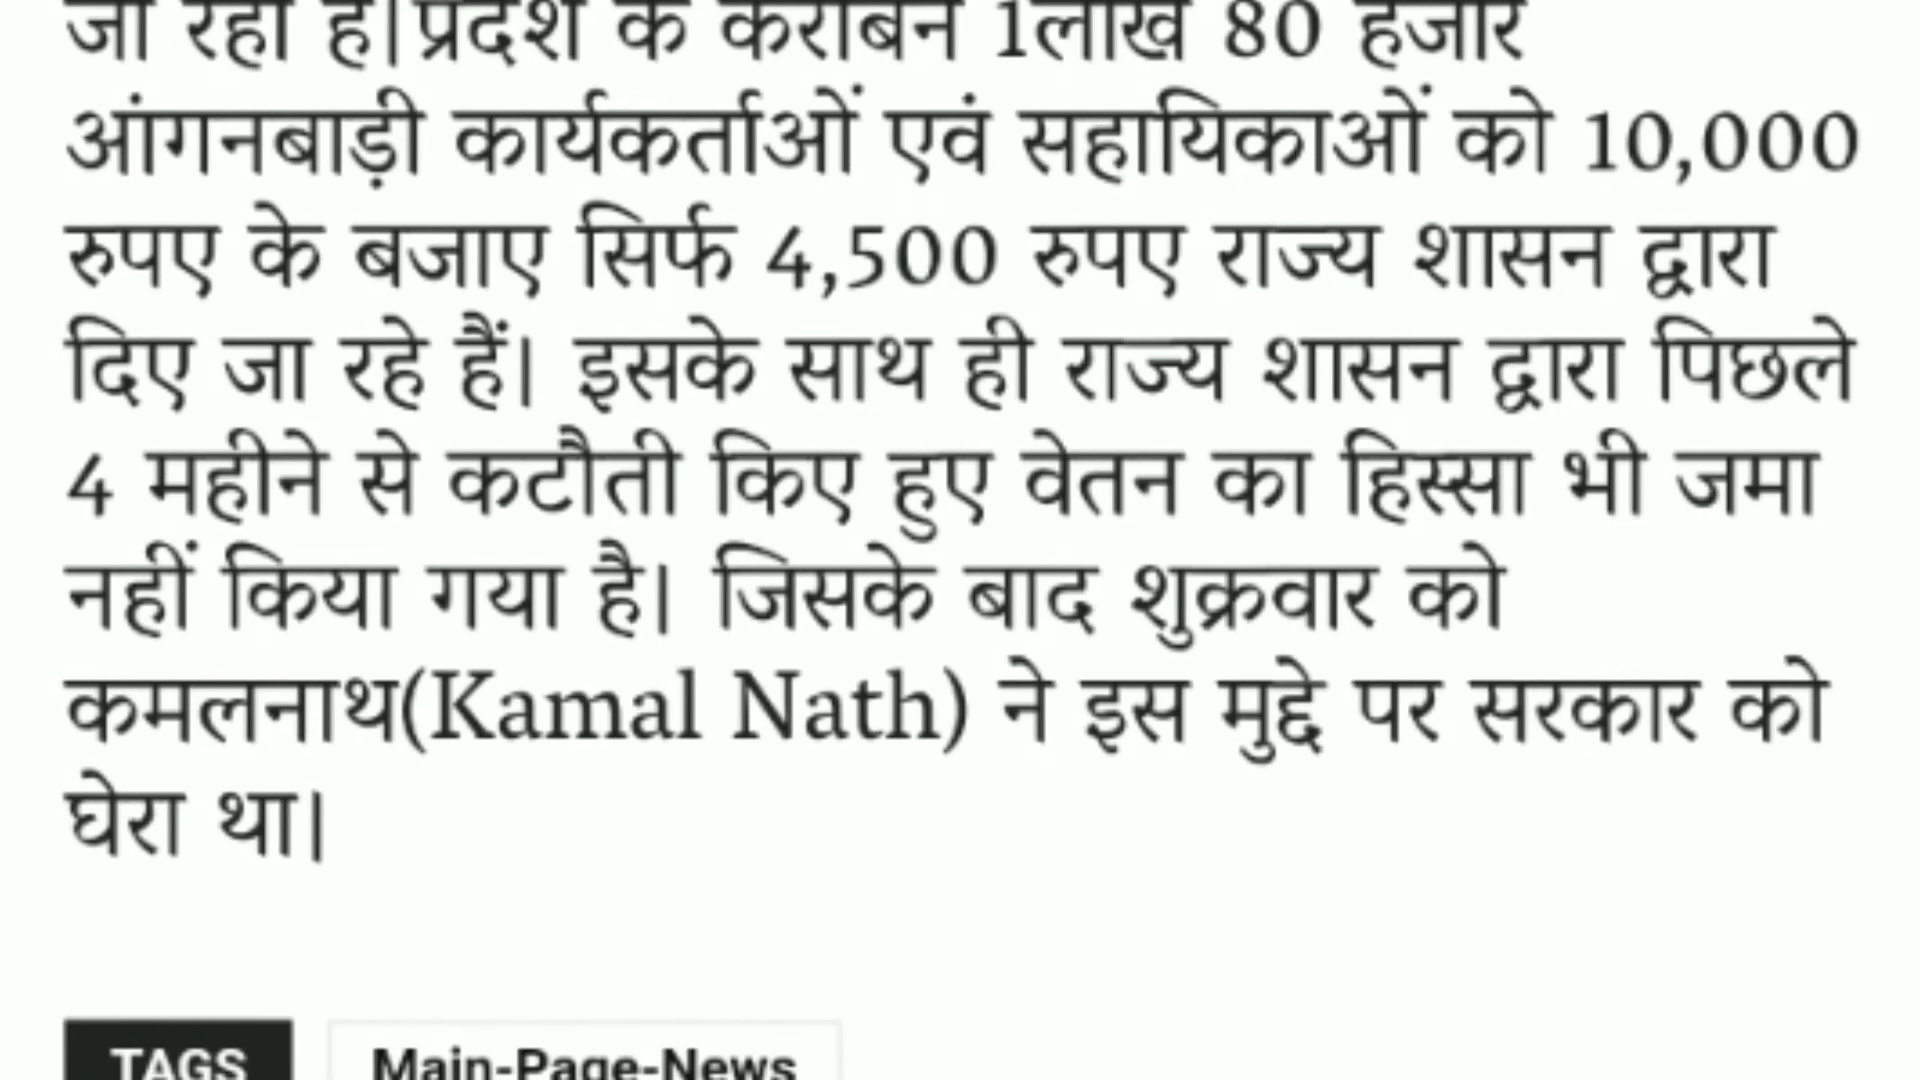 जा रहा है।प्रदेश के करीबन 1लाख 80 हजार
आंगनबाड़ी कार्यकर्ताओं एवं सहायिकाओं को 10,000
रुपए के बजाए सिर्फ 4,500 रुपए राज्य शासन द्वारा
दिए जा रहे हैं। इसके साथ ही राज्य शासन द्वारा पिछले
4 महीने से कटौती किए हुए वेतन का हिस्सा भी जमा
नहीं किया गया है। जिसके बाद शुक्रवार को
कमलनाथ(Kamal Nath) ने इस मुद्दे पर सरकार को
घेरा था।
TAGS Main-Page-News